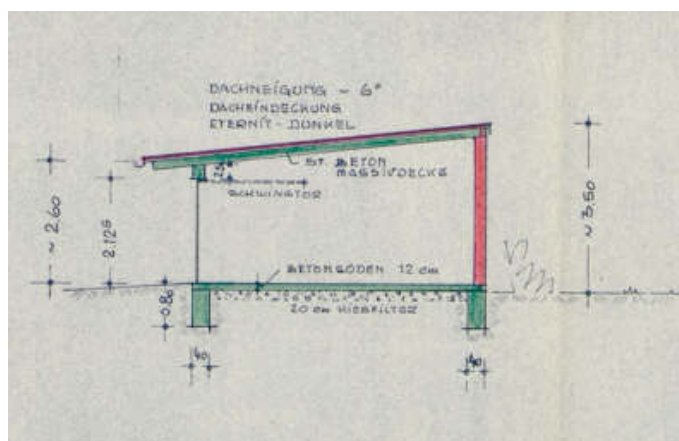 DACHNEIGUNG ~ 6°
DACHEINDECKUNG
ETERNIT-DUNKEL
ST. BETON
MASSIVDECKE
25
SCHWINGTOR
~ 2.60
2.125
~ 3.50
BETONBODEN 12 cm
0.80
20 cm KIESFILTER
40
40